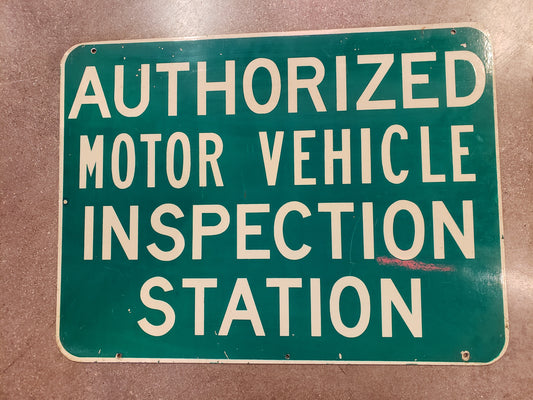 AUTHORIZED
MOTOR VEHICLE
INSPECTION
STATION